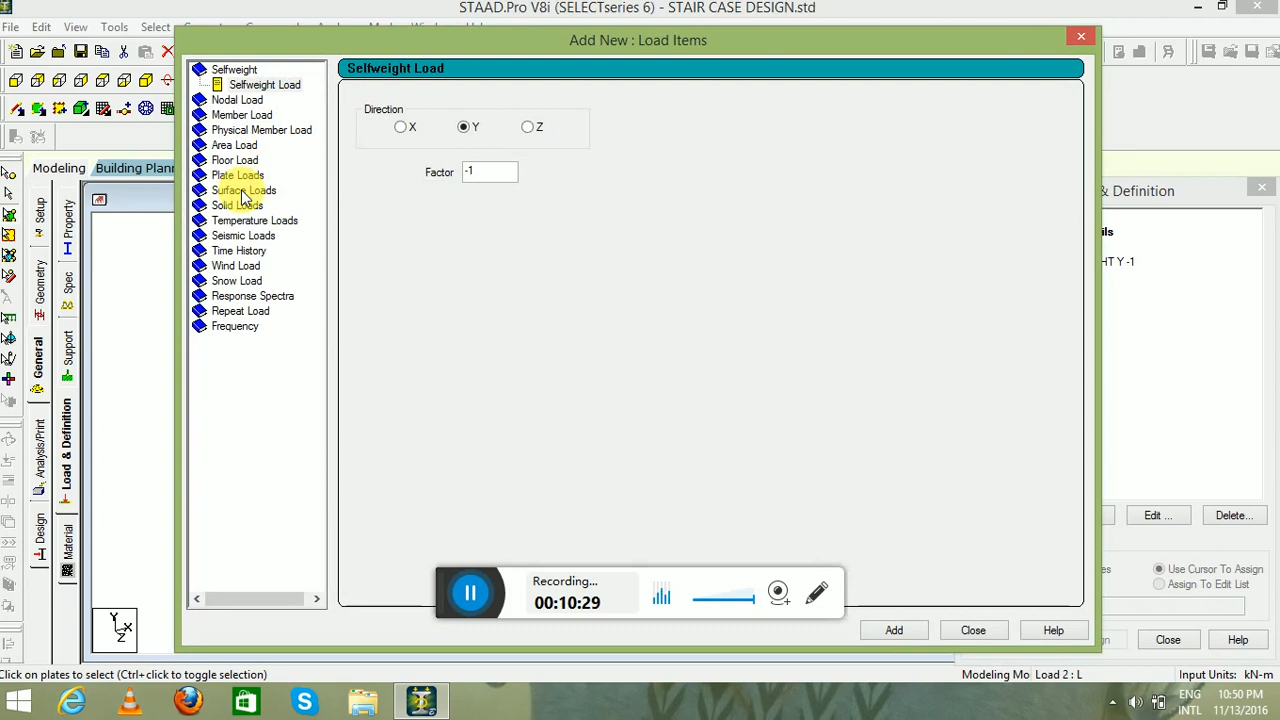 STAAD.Pro V8i (SELECTseries 6) - STAIR CASE DESIGN.std
File Edit View Tools Select
Add New : Load Items
Selfweight
Selfweight Load
Nodal Load
Member Load
Physical Member Load
Area Load
Floor Load
Plate Loads
Surface Loads
Solid Loads
Temperature Loads
Seismic Loads
Time History
Wind Load
Snow Load
Response Spectra
Repeat Load
Frequency
Selfweight Load
Direction
X Y Z
Factor -1
Add Close Help
Recording...
00:10:29
Modeling
Building Plann
Setup
Geometry
General
Analysis/Print
Design
Property
Spec
Support
Load & Definition
Material
Y
X
Z
& Definition
ils
HT Y -1
Edit ... Delete...
es
Use Cursor To Assign
Assign To Edit List
Close Help
Click on plates to select (Ctrl+click to toggle selection)
Modeling Mo Load 2 : L Input Units: kN-m
ENG
INTL
10:50 PM
11/13/2016